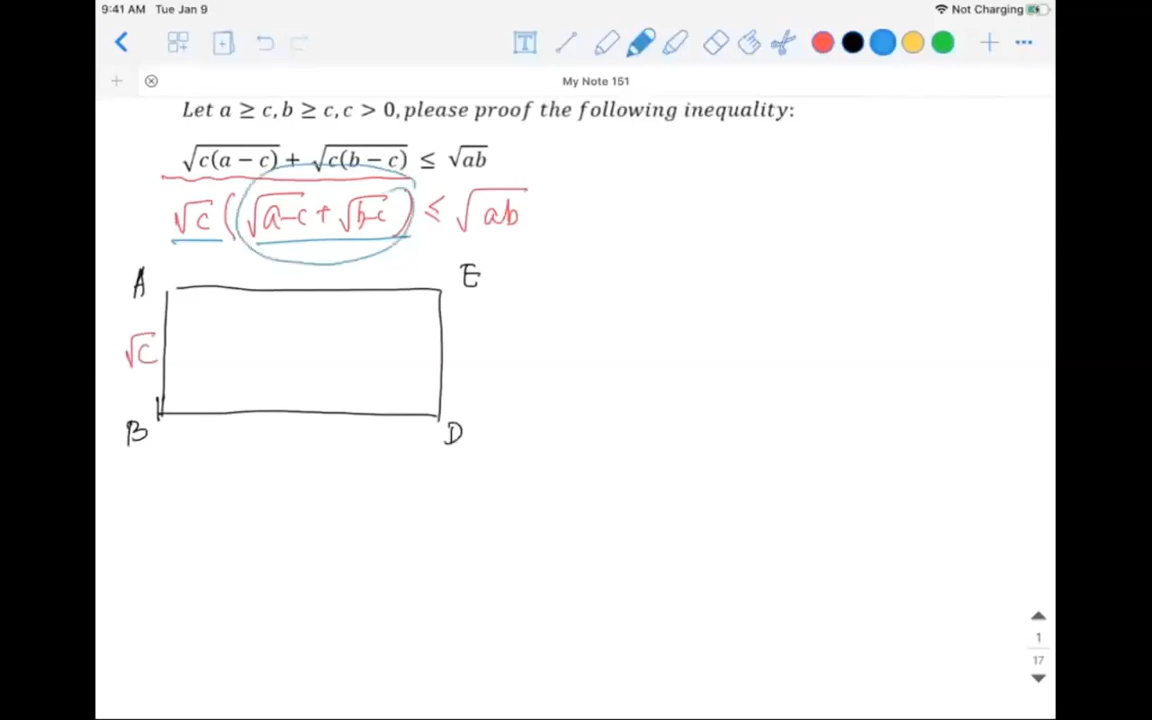 9:41 AM Tue Jan 9
Not Charging
T
My Note 151
Let a ≥ c, b ≥ c, c > 0, please proof the following inequality:
√c(a − c) + √c(b − c) ≤ √ab
√c (√a-c + √b-c) ≤ √ab
A E
√c
B D
1
17